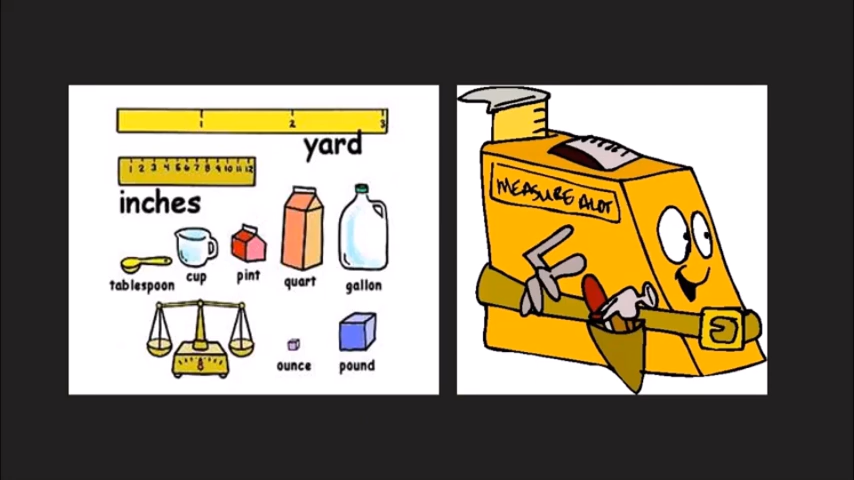 1 2 3
yard
1 2 3 4 5 6 7 8 9 10 11 12
inches
tablespoon cup pint quart gallon
ounce pound
MEASURE ALOT